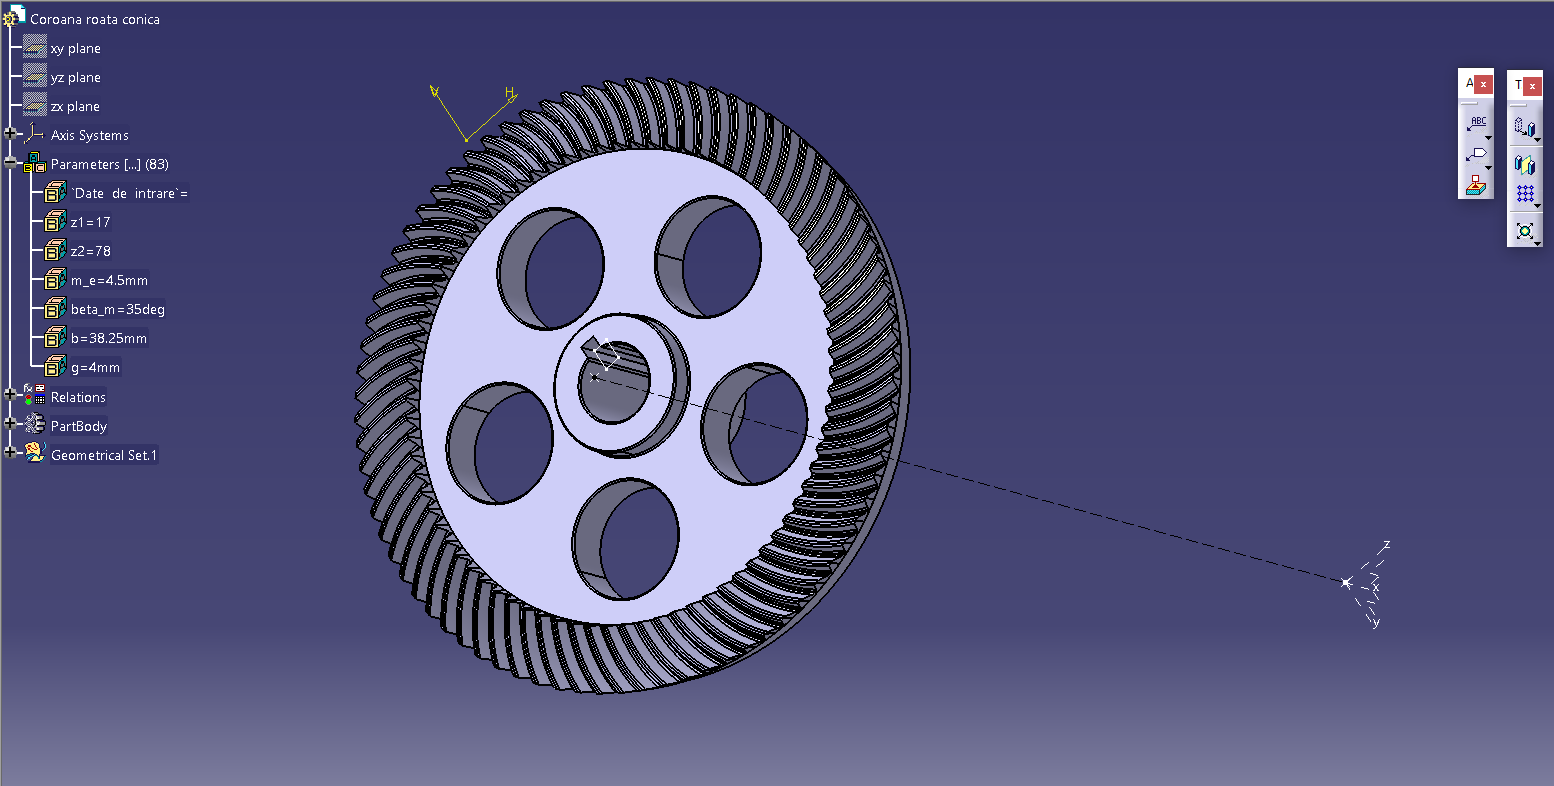 Coroana roata conica
xy plane
yz plane
zx plane
Axis Systems
Parameters [...] (83)
`Date de intrare`=
z1=17
z2=78
m_e=4.5mm
beta_m=35deg
b=38.25mm
g=4mm
Relations
PartBody
Geometrical Set.1
V
H
A x
T x
ABC
z
x
y